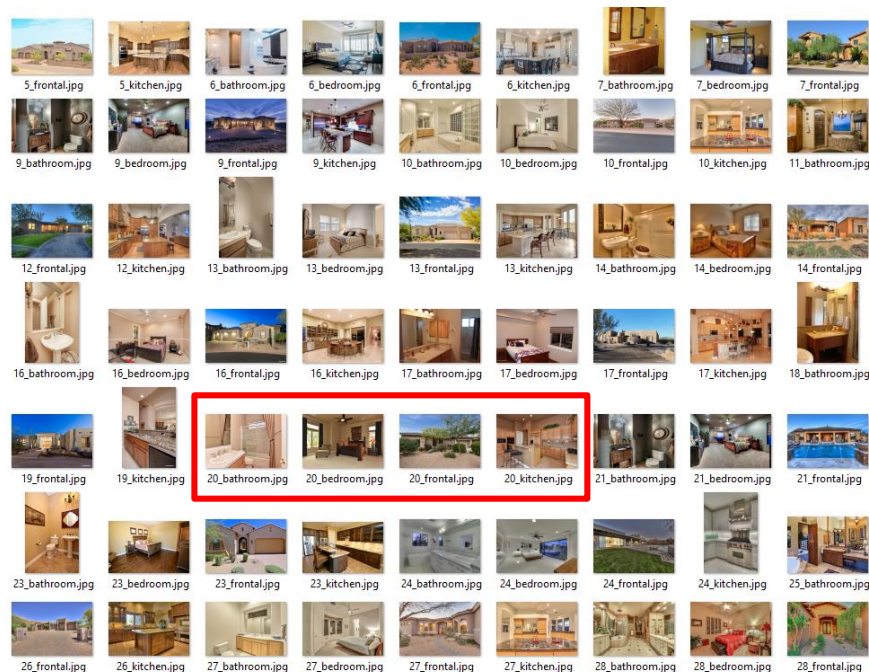 5_frontal.jpg 5_kitchen.jpg 6_bathroom.jpg 6_bedroom.jpg 6_frontal.jpg 6_kitchen.jpg 7_bathroom.jpg 7_bedroom.jpg 7_frontal.jpg
9_bathroom.jpg 9_bedroom.jpg 9_frontal.jpg 9_kitchen.jpg 10_bathroom.jpg 10_bedroom.jpg 10_frontal.jpg 10_kitchen.jpg 11_bathroom.jpg
12_frontal.jpg 12_kitchen.jpg 13_bathroom.jpg 13_bedroom.jpg 13_frontal.jpg 13_kitchen.jpg 14_bathroom.jpg 14_bedroom.jpg 14_frontal.jpg
16_bathroom.jpg 16_bedroom.jpg 16_frontal.jpg 16_kitchen.jpg 17_bathroom.jpg 17_bedroom.jpg 17_frontal.jpg 17_kitchen.jpg 18_bathroom.jpg
19_frontal.jpg 19_kitchen.jpg 20_bathroom.jpg 20_bedroom.jpg 20_frontal.jpg 20_kitchen.jpg 21_bathroom.jpg 21_bedroom.jpg 21_frontal.jpg
23_bathroom.jpg 23_bedroom.jpg 23_frontal.jpg 23_kitchen.jpg 24_bathroom.jpg 24_bedroom.jpg 24_frontal.jpg 24_kitchen.jpg 25_bathroom.jpg
26_frontal.jpg 26_kitchen.jpg 27_bathroom.jpg 27_bedroom.jpg 27_frontal.jpg 27_kitchen.jpg 28_bathroom.jpg 28_bedroom.jpg 28_frontal.jpg